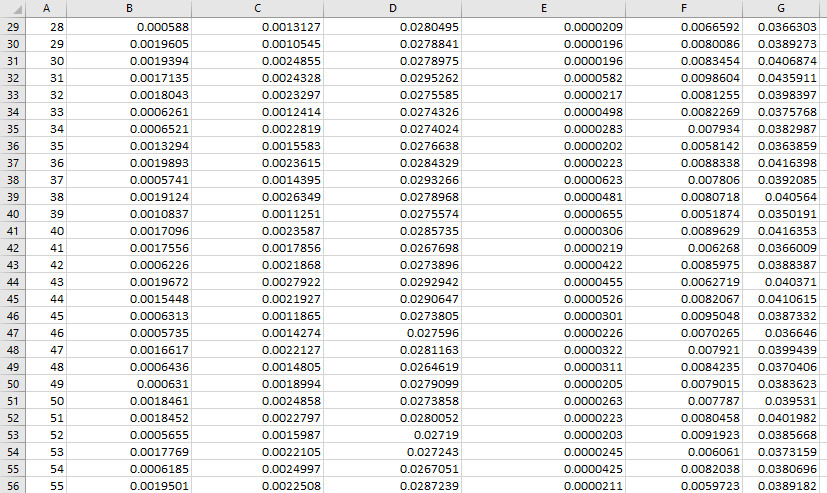 A B C D E F G
29 28 0.000588 0.0013127 0.0280495 0.0000209 0.0066592 0.0366303
30 29 0.0019605 0.0010545 0.0278841 0.0000196 0.0080086 0.0389273
31 30 0.0019394 0.0024855 0.0278975 0.0000196 0.0083454 0.0406874
32 31 0.0017135 0.0024328 0.0295262 0.0000582 0.0098604 0.0435911
33 32 0.0018043 0.0023297 0.0275585 0.0000217 0.0081255 0.0398397
34 33 0.0006261 0.0012414 0.0274326 0.0000498 0.0082269 0.0375768
35 34 0.0006521 0.0022819 0.0274024 0.0000283 0.007934 0.0382987
36 35 0.0013294 0.0015583 0.0276638 0.0000202 0.0058142 0.0363859
37 36 0.0019893 0.0023615 0.0284329 0.0000223 0.0088338 0.0416398
38 37 0.0005741 0.0014395 0.0293266 0.0000623 0.007806 0.0392085
39 38 0.0019124 0.0026349 0.0278968 0.0000481 0.0080718 0.040564
40 39 0.0010837 0.0011251 0.0275574 0.0000655 0.0051874 0.0350191
41 40 0.0017096 0.0023587 0.0285735 0.0000306 0.0089629 0.0416353
42 41 0.0017556 0.0017856 0.0267698 0.0000219 0.006268 0.0366009
43 42 0.0006226 0.0021868 0.0273896 0.0000422 0.0085975 0.0388387
44 43 0.0019672 0.0027922 0.0292942 0.0000455 0.0062719 0.040371
45 44 0.0015448 0.0021927 0.0290647 0.0000526 0.0082067 0.0410615
46 45 0.0006313 0.0011865 0.0273805 0.0000301 0.0095048 0.0387332
47 46 0.0005735 0.0014274 0.027596 0.0000226 0.0070265 0.036646
48 47 0.0016617 0.0022127 0.0281163 0.0000322 0.007921 0.0399439
49 48 0.0006436 0.0014805 0.0264619 0.0000311 0.0084235 0.0370406
50 49 0.000631 0.0018994 0.0279099 0.0000205 0.0079015 0.0383623
51 50 0.0018461 0.0024858 0.0273858 0.0000263 0.007787 0.039531
52 51 0.0018452 0.0022797 0.0280052 0.0000223 0.0080458 0.0401982
53 52 0.0005655 0.0015987 0.02719 0.0000203 0.0091923 0.0385668
54 53 0.0017769 0.0022105 0.027243 0.0000245 0.006061 0.0373159
55 54 0.0006185 0.0024997 0.0267051 0.0000425 0.0082038 0.0380696
56 55 0.0019501 0.0022508 0.0287239 0.0000211 0.0059723 0.0389182